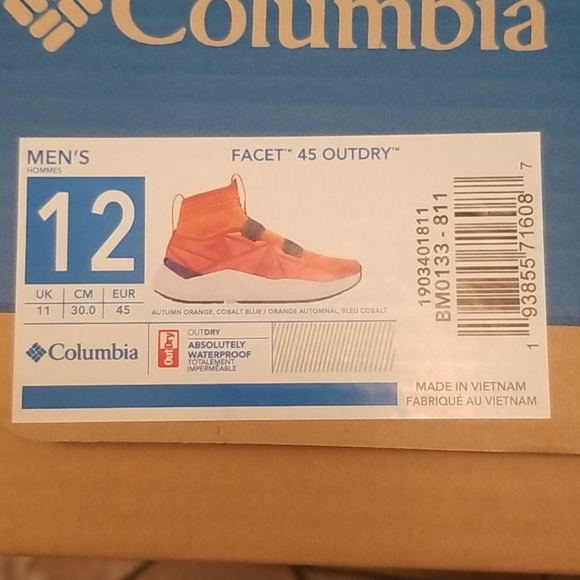 Columbia
MEN'S
HOMMES
12
UK CM EUR
11 30.0 45
FACET™ 45 OUTDRY™
AUTUMN ORANGE, COBALT BLUE / ORANGE AUTOMNAL, BLEU COBALT
Columbia
OutDry
OUTDRY
ABSOLUTELY
WATERPROOF
TOTALEMENT
IMPERMÉABLE
1903401811
BM0133 - 811
1 93855 71608 7
MADE IN VIETNAM
FABRIQUÉ AU VIETNAM